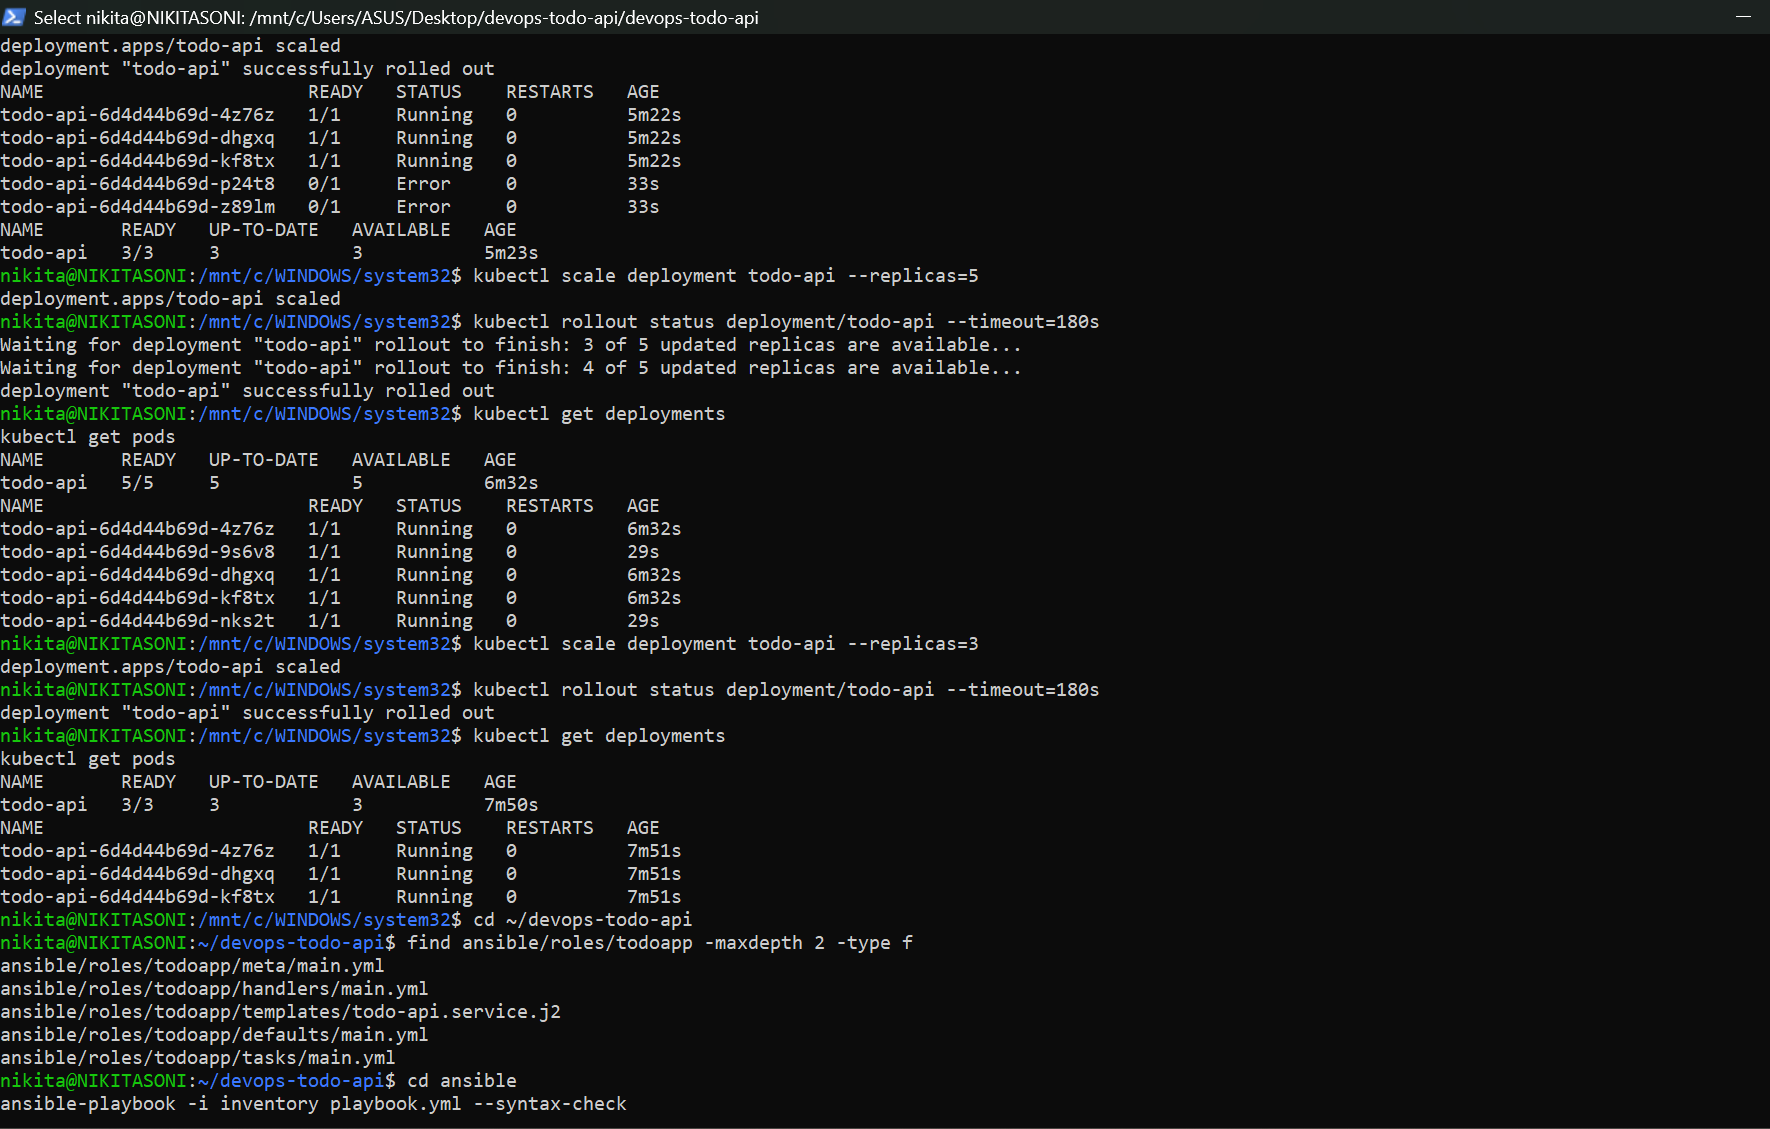 Select nikita@NIKITASONI: /mnt/c/Users/ASUS/Desktop/devops-todo-api/devops-todo-api
deployment.apps/todo-api scaled
deployment "todo-api" successfully rolled out
NAME                        READY   STATUS    RESTARTS   AGE
todo-api-6d4d44b69d-4z76z   1/1     Running   0          5m22s
todo-api-6d4d44b69d-dhgxq   1/1     Running   0          5m22s
todo-api-6d4d44b69d-kf8tx   1/1     Running   0          5m22s
todo-api-6d4d44b69d-p24t8   0/1     Error     0          33s
todo-api-6d4d44b69d-z89lm   0/1     Error     0          33s
NAME       READY   UP-TO-DATE   AVAILABLE   AGE
todo-api   3/3     3            3           5m23s
nikita@NIKITASONI:/mnt/c/WINDOWS/system32$ kubectl scale deployment todo-api --replicas=5
deployment.apps/todo-api scaled
nikita@NIKITASONI:/mnt/c/WINDOWS/system32$ kubectl rollout status deployment/todo-api --timeout=180s
Waiting for deployment "todo-api" rollout to finish: 3 of 5 updated replicas are available...
Waiting for deployment "todo-api" rollout to finish: 4 of 5 updated replicas are available...
deployment "todo-api" successfully rolled out
nikita@NIKITASONI:/mnt/c/WINDOWS/system32$ kubectl get deployments
kubectl get pods
NAME       READY   UP-TO-DATE   AVAILABLE   AGE
todo-api   5/5     5            5           6m32s
NAME                        READY   STATUS    RESTARTS   AGE
todo-api-6d4d44b69d-4z76z   1/1     Running   0          6m32s
todo-api-6d4d44b69d-9s6v8   1/1     Running   0          29s
todo-api-6d4d44b69d-dhgxq   1/1     Running   0          6m32s
todo-api-6d4d44b69d-kf8tx   1/1     Running   0          6m32s
todo-api-6d4d44b69d-nks2t   1/1     Running   0          29s
nikita@NIKITASONI:/mnt/c/WINDOWS/system32$ kubectl scale deployment todo-api --replicas=3
deployment.apps/todo-api scaled
nikita@NIKITASONI:/mnt/c/WINDOWS/system32$ kubectl rollout status deployment/todo-api --timeout=180s
deployment "todo-api" successfully rolled out
nikita@NIKITASONI:/mnt/c/WINDOWS/system32$ kubectl get deployments
kubectl get pods
NAME       READY   UP-TO-DATE   AVAILABLE   AGE
todo-api   3/3     3            3           7m50s
NAME                        READY   STATUS    RESTARTS   AGE
todo-api-6d4d44b69d-4z76z   1/1     Running   0          7m51s
todo-api-6d4d44b69d-dhgxq   1/1     Running   0          7m51s
todo-api-6d4d44b69d-kf8tx   1/1     Running   0          7m51s
nikita@NIKITASONI:/mnt/c/WINDOWS/system32$ cd ~/devops-todo-api
nikita@NIKITASONI:~/devops-todo-api$ find ansible/roles/todoapp -maxdepth 2 -type f
ansible/roles/todoapp/meta/main.yml
ansible/roles/todoapp/handlers/main.yml
ansible/roles/todoapp/templates/todo-api.service.j2
ansible/roles/todoapp/defaults/main.yml
ansible/roles/todoapp/tasks/main.yml
nikita@NIKITASONI:~/devops-todo-api$ cd ansible
ansible-playbook -i inventory playbook.yml --syntax-check